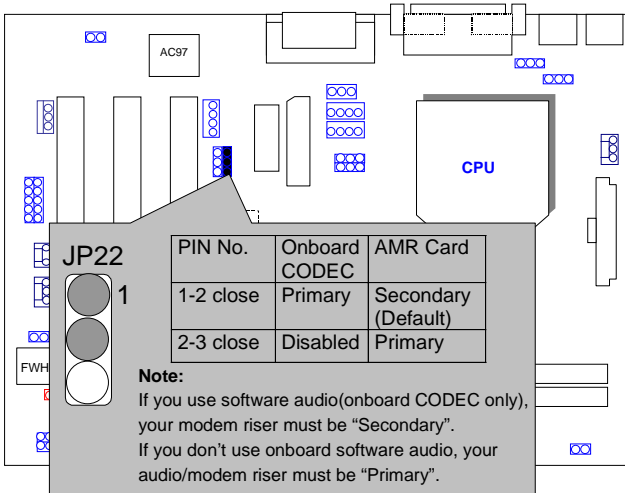 AC97
CPU
JP22
1
PIN No. Onboard CODEC AMR Card
1-2 close Primary Secondary (Default)
2-3 close Disabled Primary
FWH
Note:
If you use software audio(onboard CODEC only),
your modem riser must be “Secondary”.
If you don’t use onboard software audio, your
audio/modem riser must be “Primary”.